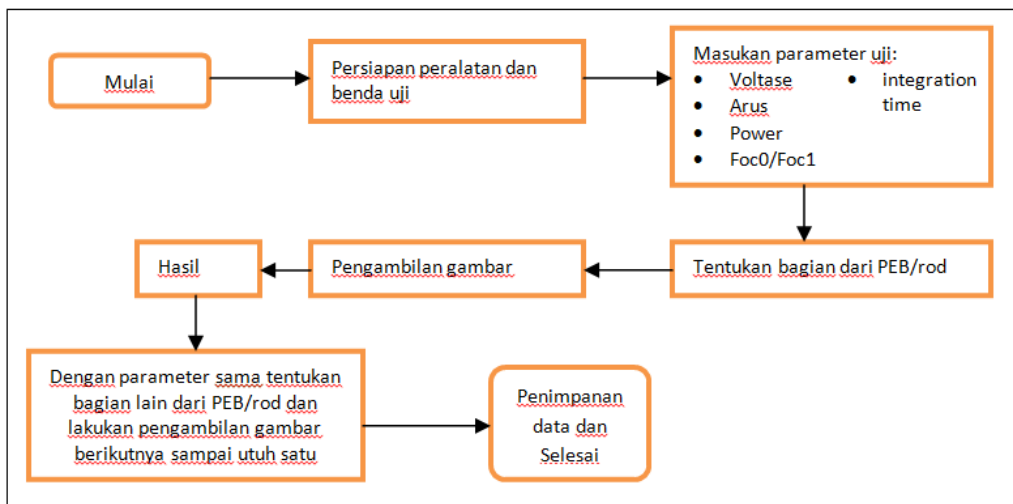 Mulai
Persiapan peralatan dan
benda uji
Masukan parameter uji:
• Voltase
• Arus
• Power
• Foc0/Foc1
• integration
time
Tentukan bagian dari PEB/rod
Pengambilan gambar
Hasil
Dengan parameter sama tentukan
bagian lain dari PEB/rod dan
lakukan pengambilan gambar
berikutnya sampai utuh satu
Penimpanan
data dan
Selesai